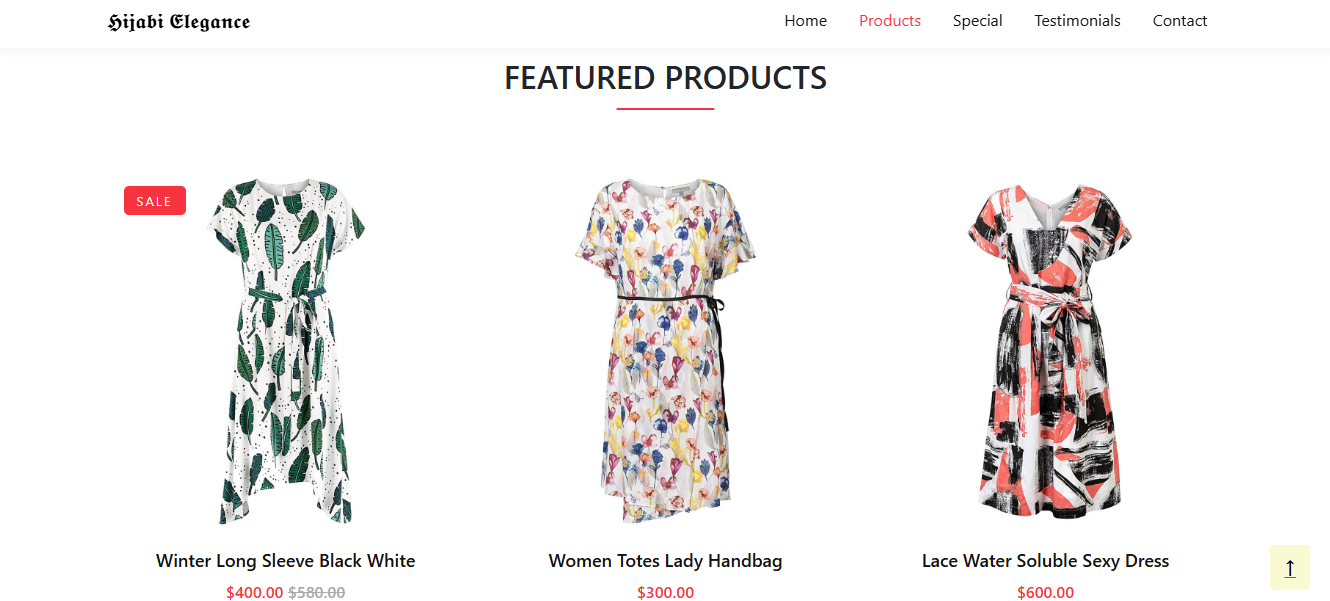 Hijabi Elegance
Home Products Special Testimonials Contact
FEATURED PRODUCTS
SALE
Winter Long Sleeve Black White
$400.00 $580.00
Women Totes Lady Handbag
$300.00
Lace Water Soluble Sexy Dress
$600.00
↑